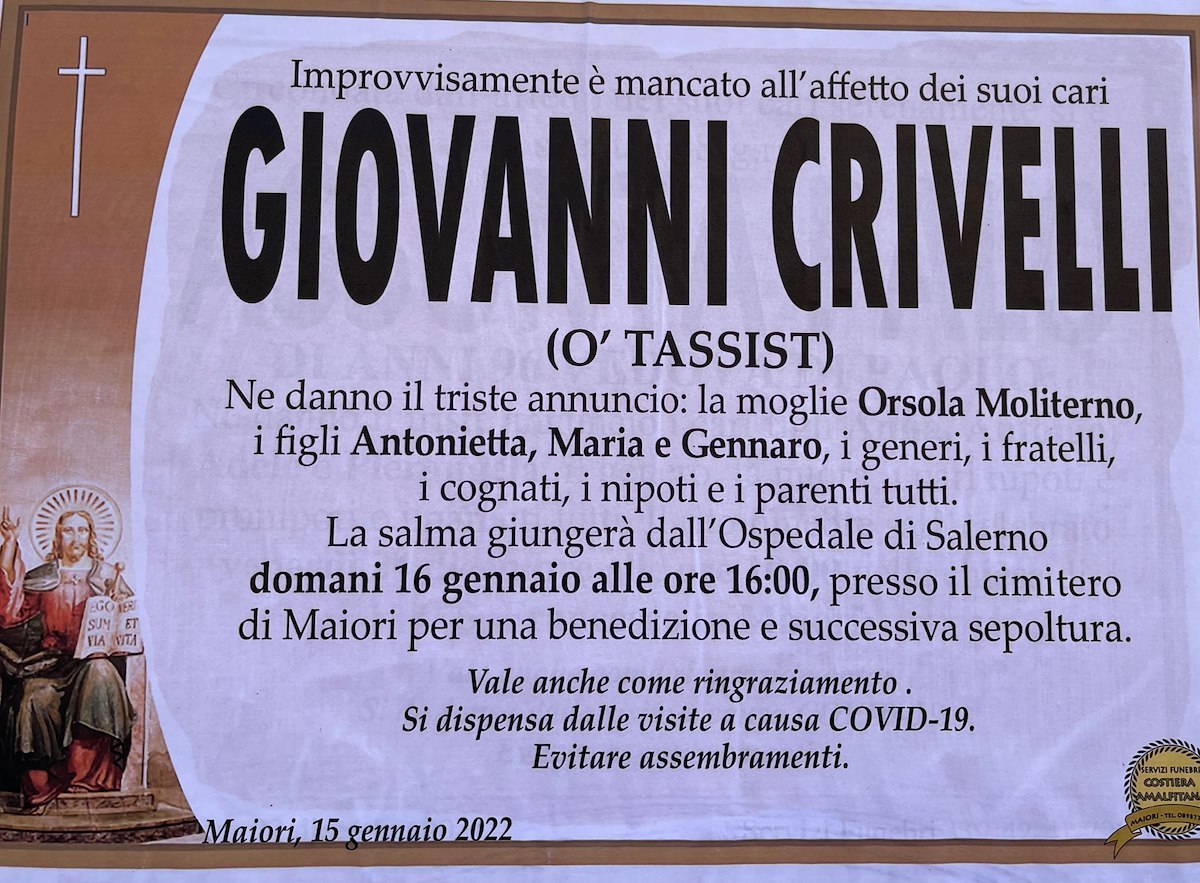 Improvvisamente è mancato all'affetto dei suoi cari
GIOVANNI CRIVELLI
(O' TASSIST)
Ne danno il triste annuncio: la moglie Orsola Moliterno,
i figli Antonietta, Maria e Gennaro, i generi, i fratelli,
i cognati, i nipoti e i parenti tutti.
La salma giungerà dall'Ospedale di Salerno
domani 16 gennaio alle ore 16:00, presso il cimitero
di Maiori per una benedizione e successiva sepoltura.
Vale anche come ringraziamento .
Si dispensa dalle visite a causa COVID-19.
Evitare assembramenti.
Maiori, 15 gennaio 2022
EGO
SUM ET
VIA VITA
SERVIZI FUNEBRI
COSTIERA
AMALFITANA
MAIORI - TEL.